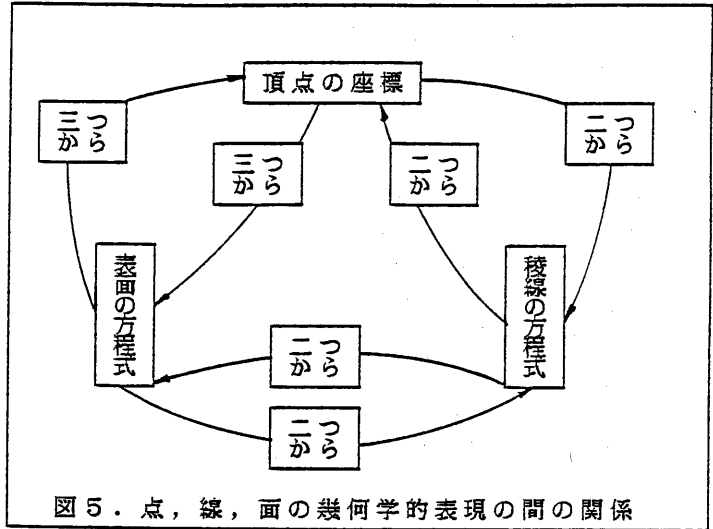 頂点の座標
三つ
から
二つ
から
三つ
から
二つ
から
表面の方程式
稜線の方程式
二つ
から
二つ
から
図5．点，線，面の幾何学的表現の間の関係